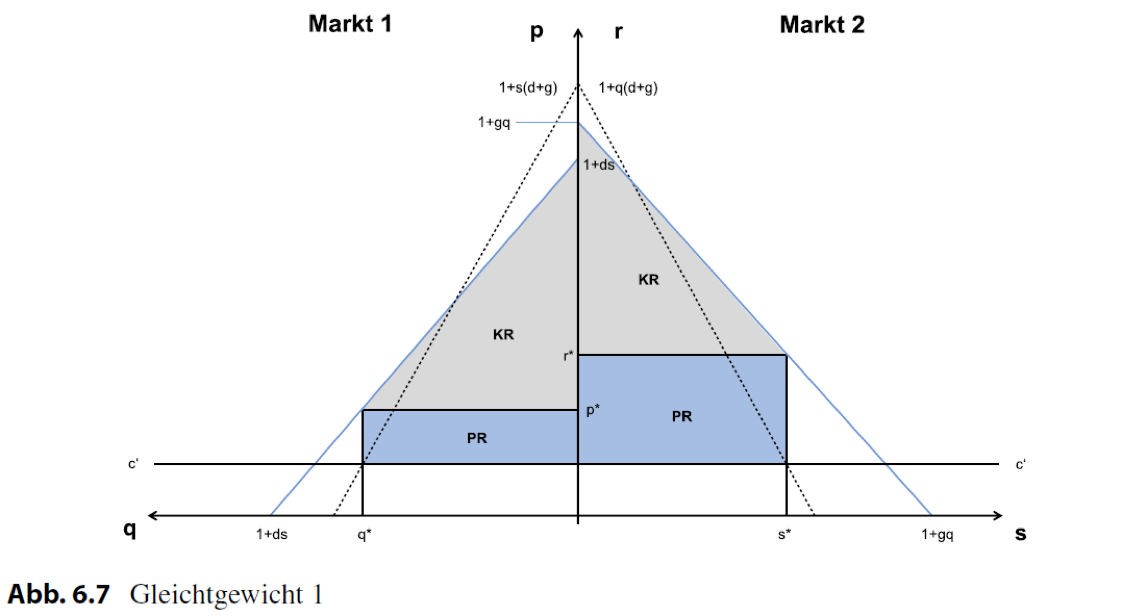 Markt 1
Markt 2
p
r
1+s(d+g)
1+q(d+g)
1+gq
1+ds
KR
KR
r*
p*
PR
PR
c'
c'
q
1+ds
q*
s*
1+gq
s
Abb. 6.7 Gleichtgewicht 1